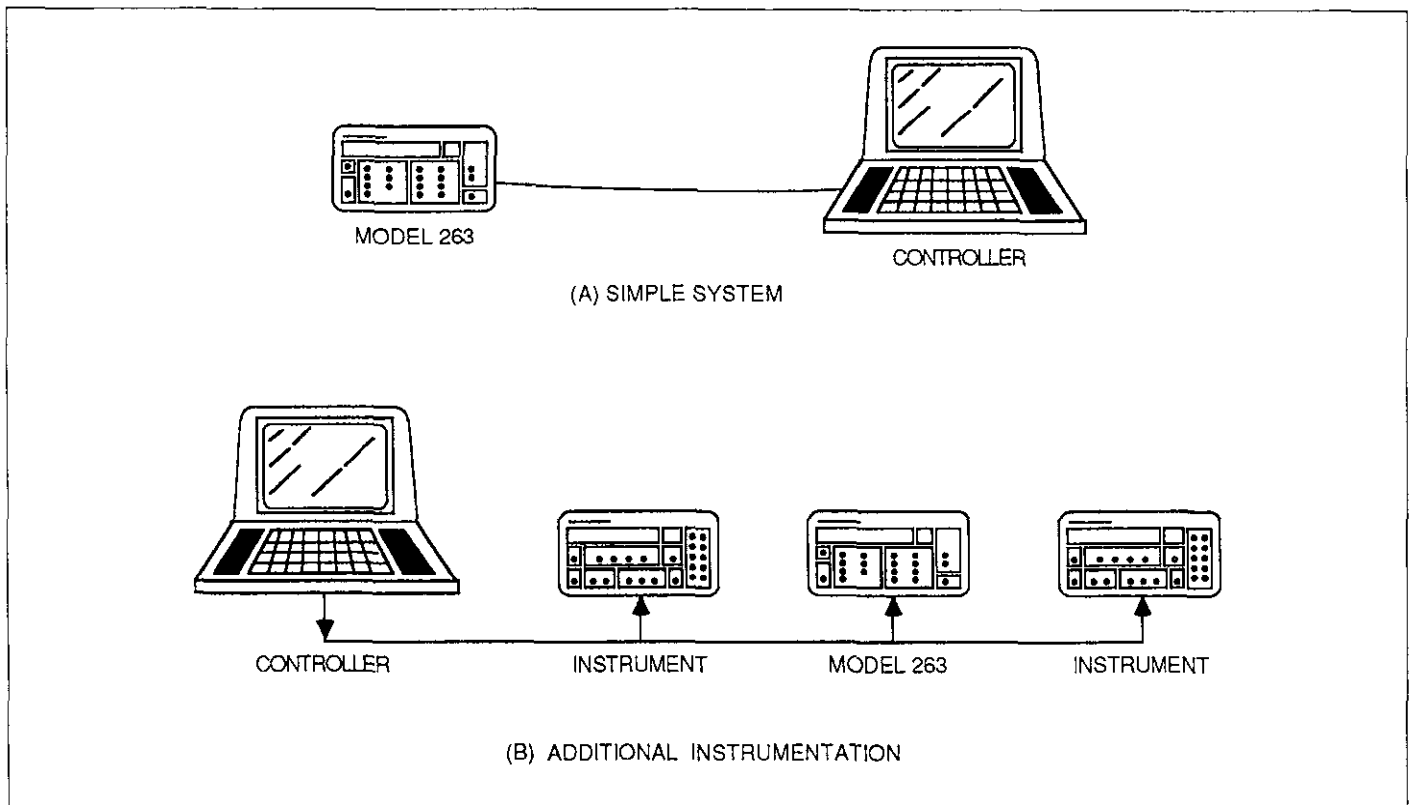 MODEL 263
CONTROLLER
(A) SIMPLE SYSTEM
CONTROLLER
INSTRUMENT
MODEL 263
INSTRUMENT
(B) ADDITIONAL INSTRUMENTATION